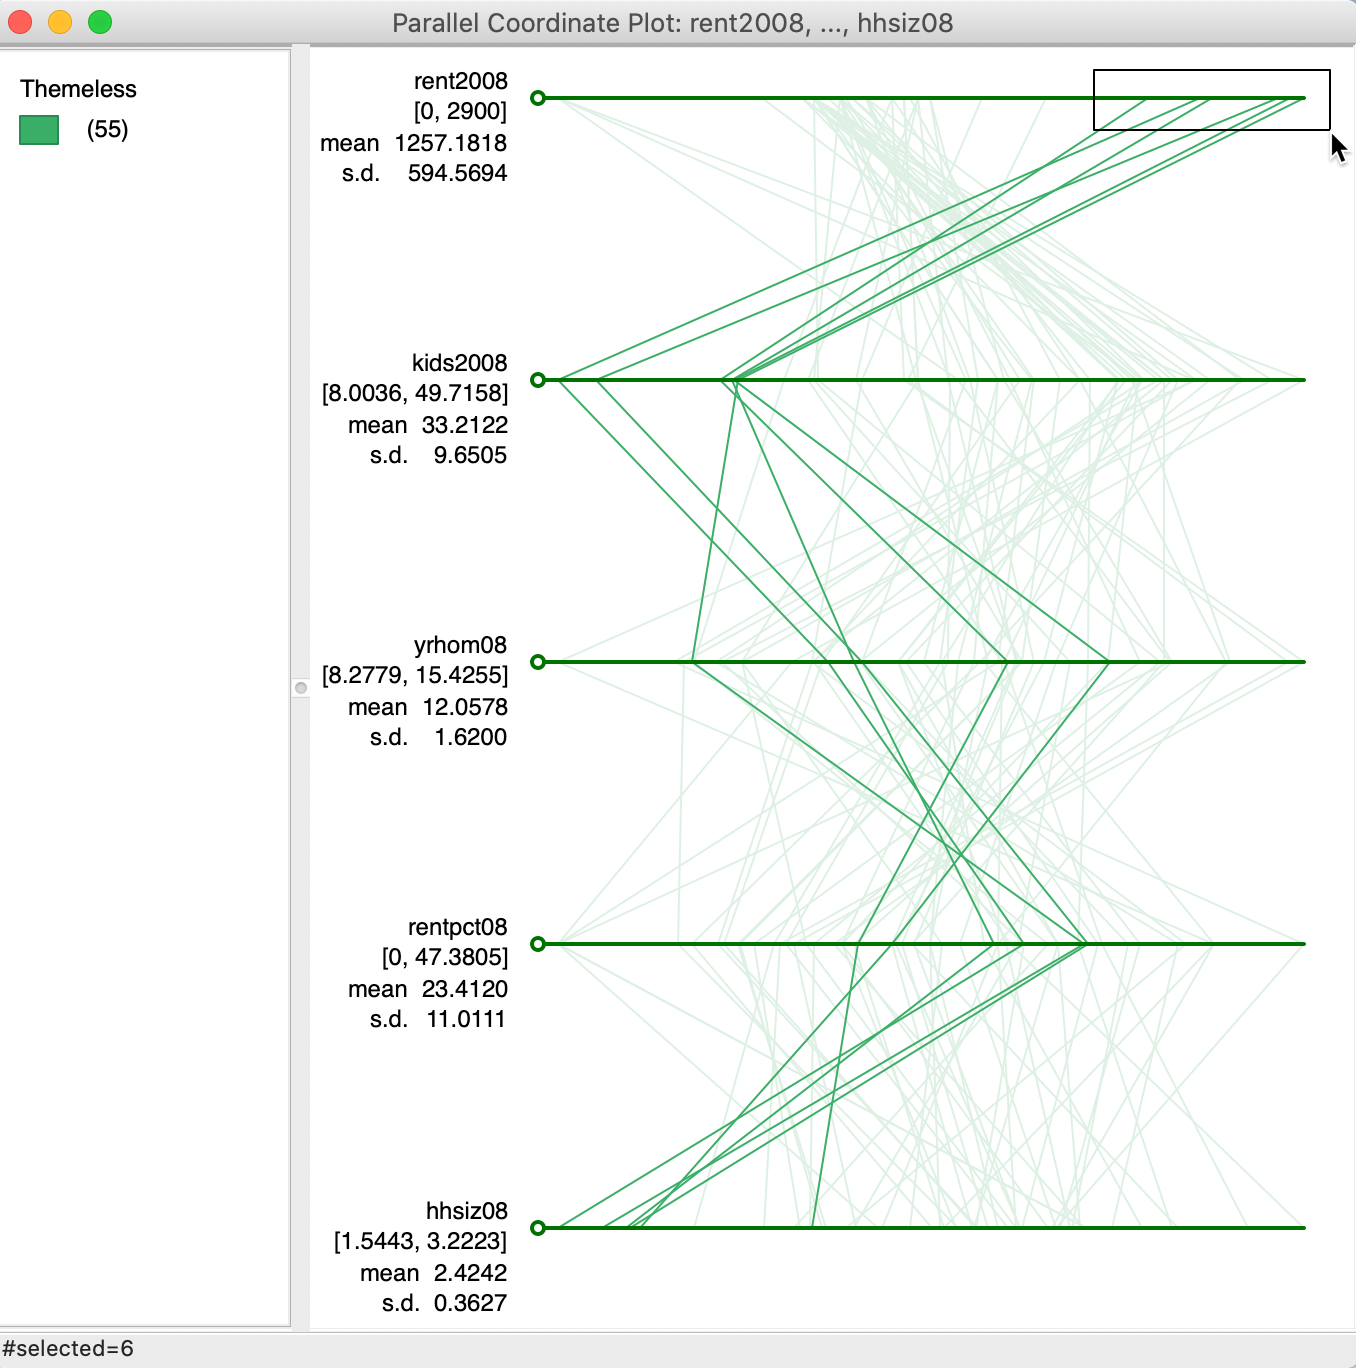 Parallel Coordinate Plot: rent2008, ..., hhsiz08
Themeless
(55)
rent2008
[0, 2900]
mean 1257.1818
s.d. 594.5694
kids2008
[8.0036, 49.7158]
mean 33.2122
s.d. 9.6505
yrhom08
[8.2779, 15.4255]
mean 12.0578
s.d. 1.6200
rentpct08
[0, 47.3805]
mean 23.4120
s.d. 11.0111
hhsiz08
[1.5443, 3.2223]
mean 2.4242
s.d. 0.3627
#selected=6